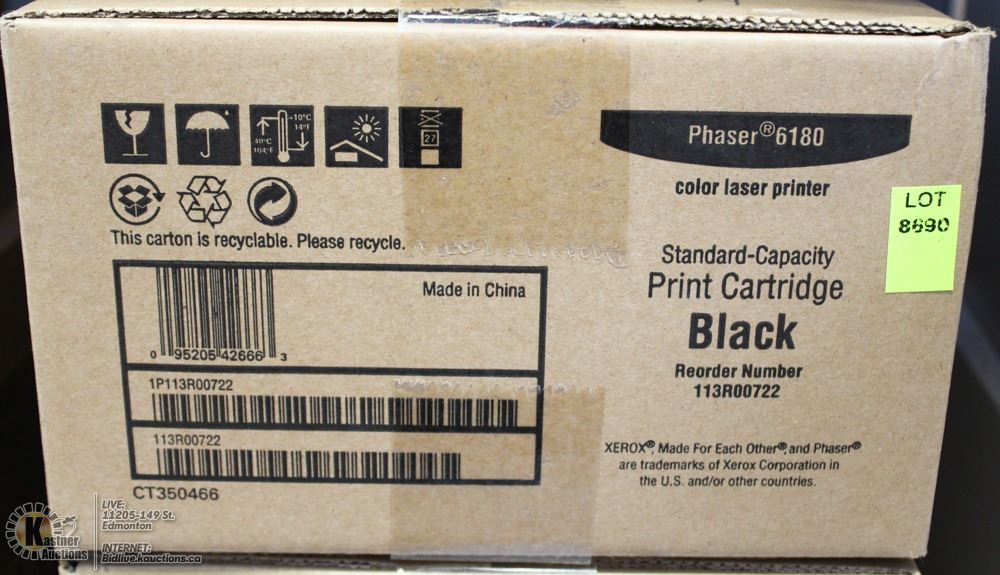 -10°C
14°F
40°C
104°F
27
Phaser® 6180
color laser printer
LOT
8690
This carton is recyclable. Please recycle.
Standard-Capacity
Print Cartridge
Black
Reorder Number
113R00722
Made in China
0 95205 42666 3
1P113R00722
113R00722
CT350466
XEROX®, Made For Each Other®, and Phaser®
are trademarks of Xerox Corporation in
the U.S. and/or other countries.
Kastner
Auctions
LIVE:
11205-149 St.
Edmonton
INTERNET:
Bidlive.kauctions.ca